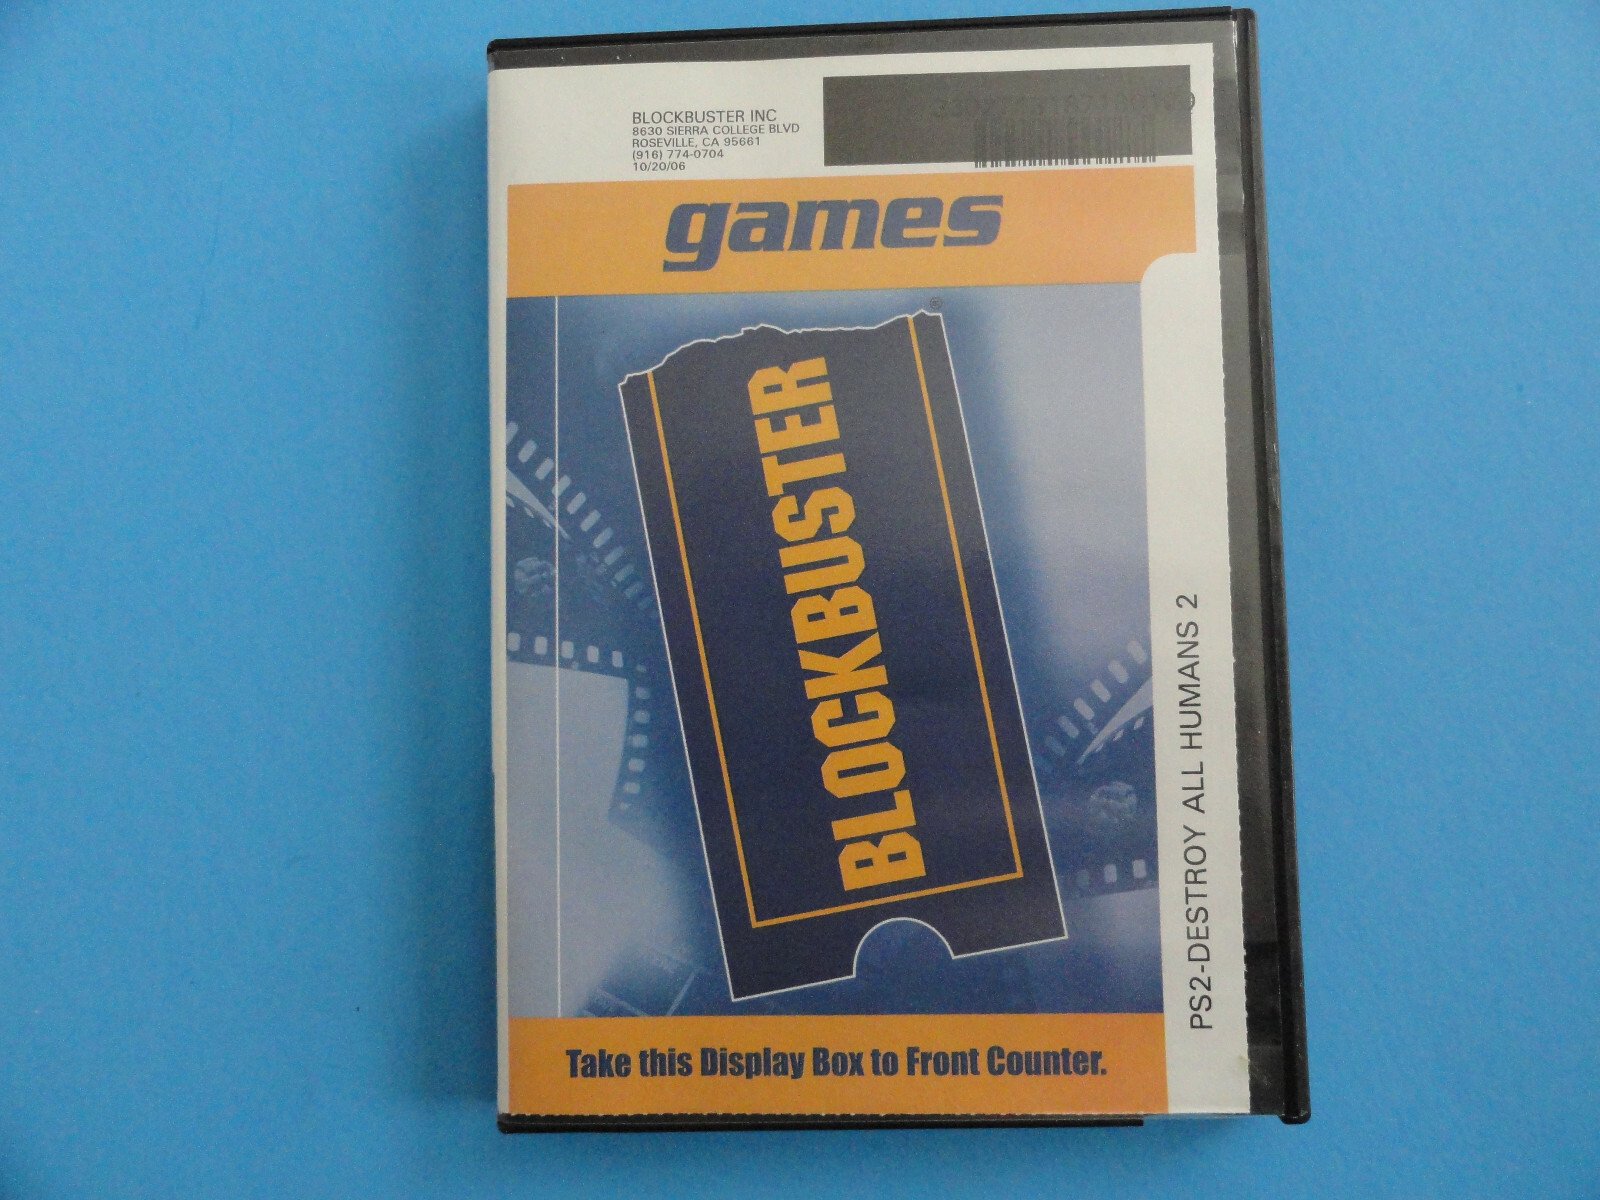 BLOCKBUSTER INC
8630 SIERRA COLLEGE BLVD
ROSEVILLE, CA 95661
(916) 774-0704
10/20/06
games
®
BLOCKBUSTER
PS2-DESTROY ALL HUMANS 2
Take this Display Box to Front Counter.